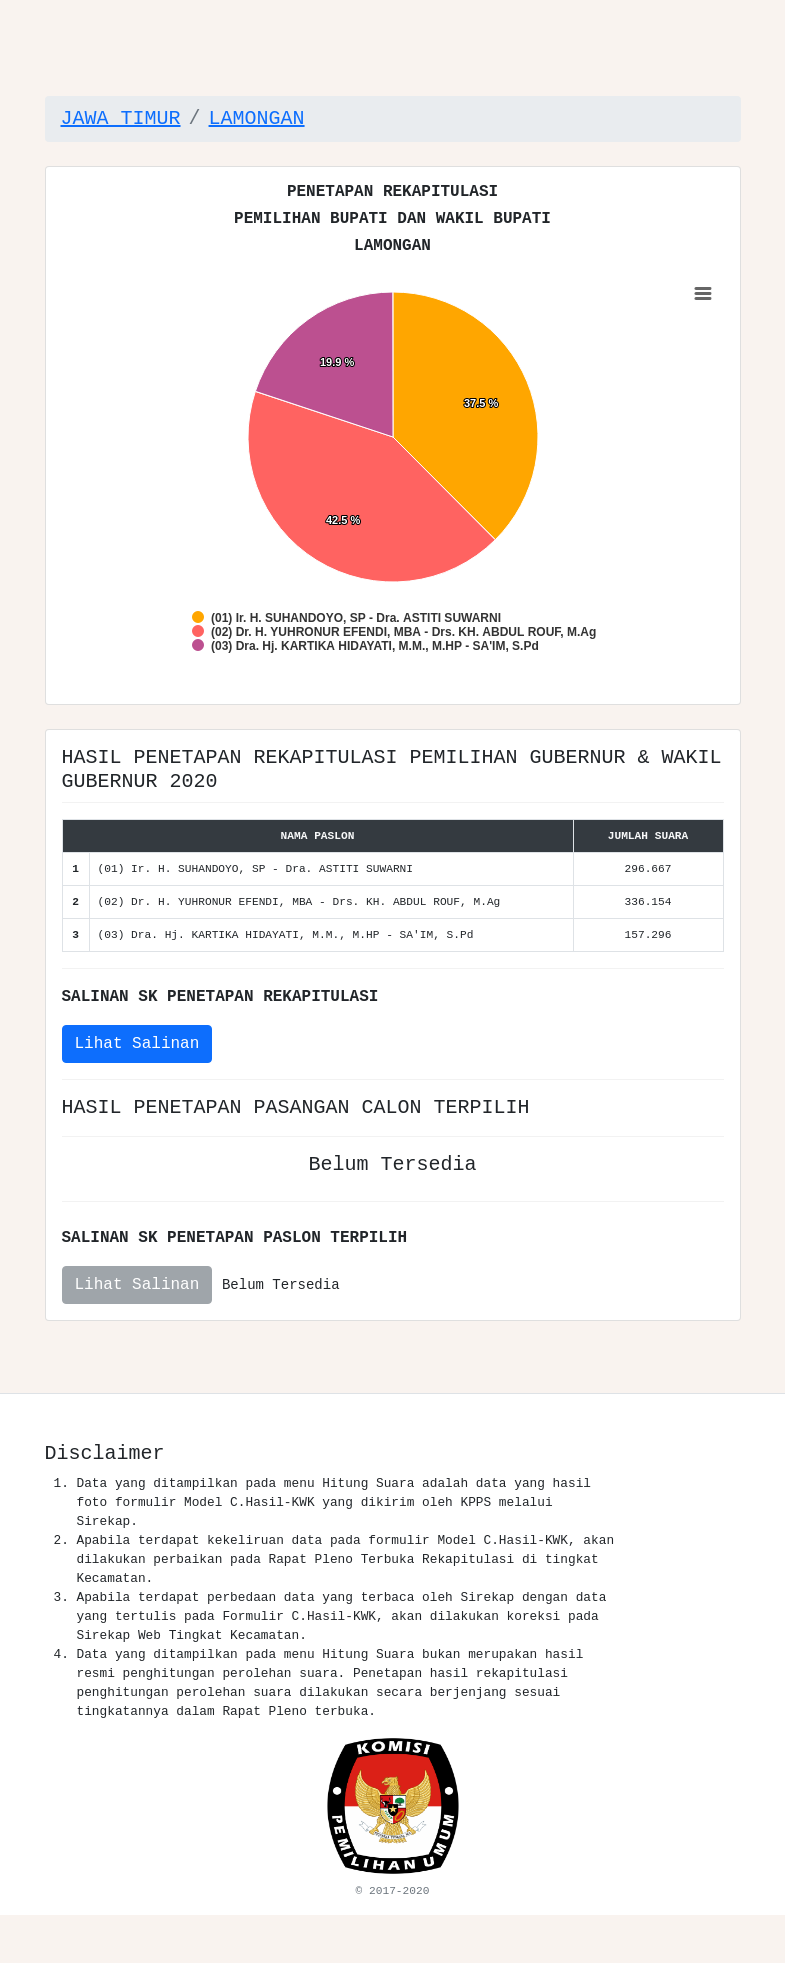 JAWA TIMUR / LAMONGAN
PENETAPAN REKAPITULASI
PEMILIHAN BUPATI DAN WAKIL BUPATI
LAMONGAN
19.9 %
37.5 %
42.5 %
(01) Ir. H. SUHANDOYO, SP - Dra. ASTITI SUWARNI
(02) Dr. H. YUHRONUR EFENDI, MBA - Drs. KH. ABDUL ROUF, M.Ag
(03) Dra. Hj. KARTIKA HIDAYATI, M.M., M.HP - SA'IM, S.Pd
HASIL PENETAPAN REKAPITULASI PEMILIHAN GUBERNUR & WAKIL
GUBERNUR 2020
NAMA PASLON JUMLAH SUARA
1 (01) Ir. H. SUHANDOYO, SP - Dra. ASTITI SUWARNI 296.667
2 (02) Dr. H. YUHRONUR EFENDI, MBA - Drs. KH. ABDUL ROUF, M.Ag 336.154
3 (03) Dra. Hj. KARTIKA HIDAYATI, M.M., M.HP - SA'IM, S.Pd 157.296
SALINAN SK PENETAPAN REKAPITULASI
Lihat Salinan
HASIL PENETAPAN PASANGAN CALON TERPILIH
Belum Tersedia
SALINAN SK PENETAPAN PASLON TERPILIH
Lihat Salinan Belum Tersedia
Disclaimer
1. Data yang ditampilkan pada menu Hitung Suara adalah data yang hasil
foto formulir Model C.Hasil-KWK yang dikirim oleh KPPS melalui
Sirekap.
2. Apabila terdapat kekeliruan data pada formulir Model C.Hasil-KWK, akan
dilakukan perbaikan pada Rapat Pleno Terbuka Rekapitulasi di tingkat
Kecamatan.
3. Apabila terdapat perbedaan data yang terbaca oleh Sirekap dengan data
yang tertulis pada Formulir C.Hasil-KWK, akan dilakukan koreksi pada
Sirekap Web Tingkat Kecamatan.
4. Data yang ditampilkan pada menu Hitung Suara bukan merupakan hasil
resmi penghitungan perolehan suara. Penetapan hasil rekapitulasi
penghitungan perolehan suara dilakukan secara berjenjang sesuai
tingkatannya dalam Rapat Pleno terbuka.
KOMISI
PEMILIHAN UMUM
© 2017-2020